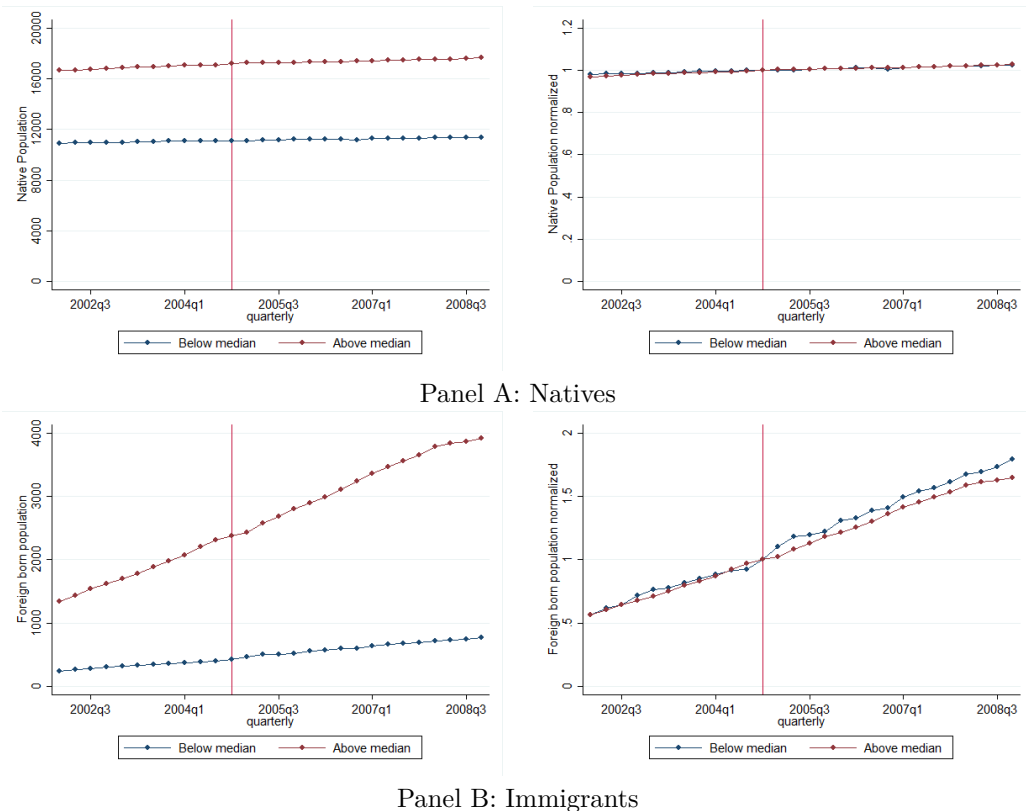 Native Population
20000
16000
12000
8000
4000
0
2002q3 2004q1 2005q3 2007q1 2008q3
quarterly
Below median Above median
Native Population normalized
1.2
1
.8
.6
.4
.2
0
2002q3 2004q1 2005q3 2007q1 2008q3
quarterly
Below median Above median
Panel A: Natives
Foreign born population
4000
3000
2000
1000
0
2002q3 2004q1 2005q3 2007q1 2008q3
quarterly
Below median Above median
Foreign born population normalized
2
1.5
1
.5
0
2002q3 2004q1 2005q3 2007q1 2008q3
quarterly
Below median Above median
Panel B: Immigrants